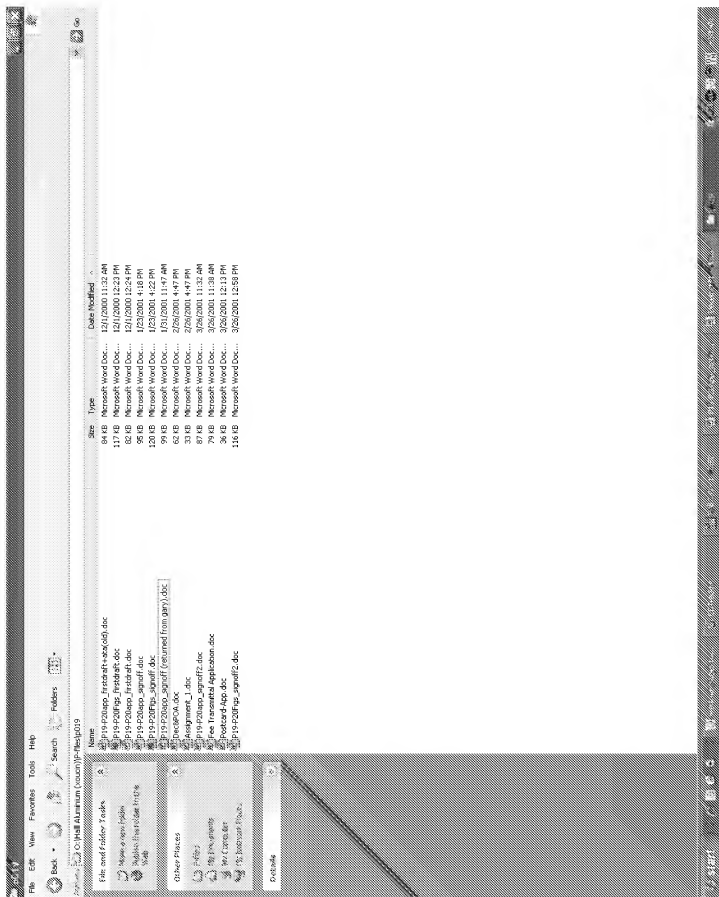 File Edit View Favorites Tools Help
Back Search Folders
Go
Name Size Type Date Modified
P19-P20app_firstdraft+ata(old).doc 84 KB Microsoft Word Doc... 12/1/2000 11:32 AM
P19-P20Figs_firstdraft.doc 117 KB Microsoft Word Doc... 12/1/2000 12:23 PM
P19-P20app_firstdraft.doc 82 KB Microsoft Word Doc... 12/1/2000 12:24 PM
P19-P20app_signoff.doc 95 KB Microsoft Word Doc... 1/23/2001 4:18 PM
P19-P20Figs_signoff.doc 120 KB Microsoft Word Doc... 1/23/2001 4:22 PM
P19-P20app_signoff (returned from gary).doc 99 KB Microsoft Word Doc... 1/31/2001 11:47 AM
Decl&POA.doc 62 KB Microsoft Word Doc... 2/26/2001 4:47 PM
Assignment_1.doc 33 KB Microsoft Word Doc... 2/26/2001 4:47 PM
P19-P20app_signoff2.doc 87 KB Microsoft Word Doc... 3/26/2001 11:32 AM
Fee Transmittal Application.doc 79 KB Microsoft Word Doc... 3/26/2001 11:38 AM
Postcard-App.doc 36 KB Microsoft Word Doc... 3/26/2001 12:13 PM
P19-P20Figs_signoff2.doc 116 KB Microsoft Word Doc... 3/26/2001 12:58 PM
File and Folder Tasks
Make a new folder
Publish this folder to the
Web
Other Places
My Documents
My Computer
My Network Places
Details
start